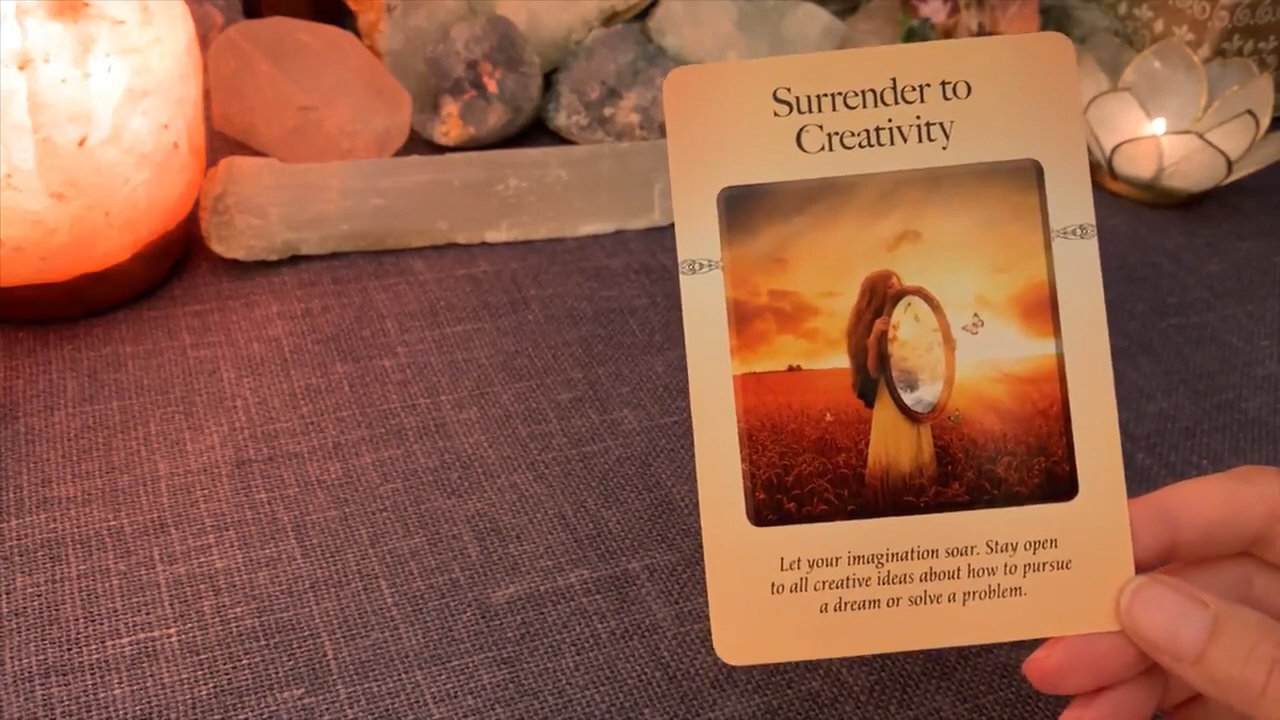 Surrender to
Creativity
Let your imagination soar. Stay open
to all creative ideas about how to pursue
a dream or solve a problem.